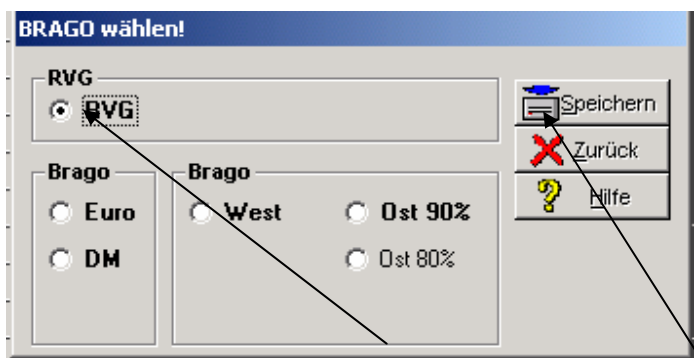 BRAGO wählen!
RVG
RVG
Speichern
Zurück
Hilfe
Brago
Euro
DM
Brago
West
Ost 90%
Ost 80%